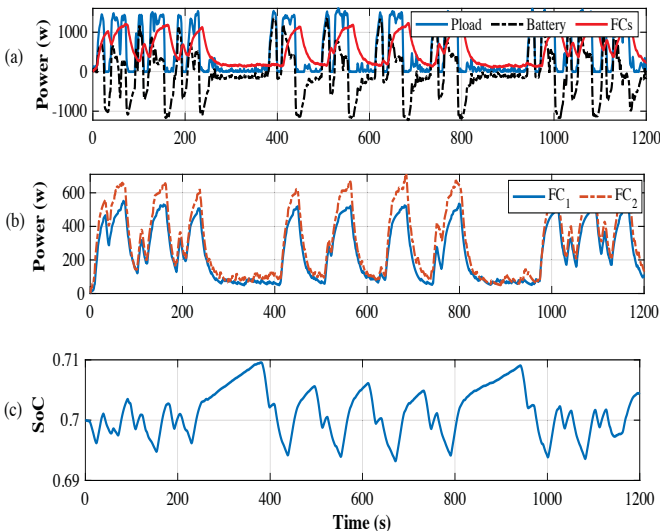 (a)
Power (w)
1000
0
-1000
Pload Battery FCs
0 200 400 600 800 1000 1200
(b)
Power (w)
600
400
200
0
FC1 FC2
0 200 400 600 800 1000 1200
(c)
SoC
0.71
0.7
0.69
0 200 400 600 800 1000 1200
Time (s)